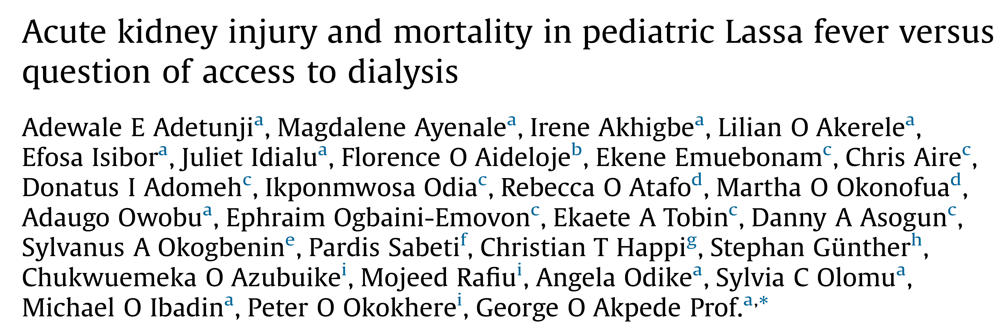 Acute kidney injury and mortality in pediatric Lassa fever versus
question of access to dialysis
Adewale E Adetunji a, Magdalene Ayenale a, Irene Akhigbe a, Lilian O Akerele a,
Efosa Isibor a, Juliet Idialu a, Florence O Aideloje b, Ekene Emuebonam c, Chris Aire c,
Donatus I Adomeh c, Ikponmwosa Odia c, Rebecca O Atafo d, Martha O Okonofua d,
Adaugo Owobu a, Ephraim Ogbaini-Emovon c, Ekaete A Tobin c, Danny A Asogun c,
Sylvanus A Okogbenin e, Pardis Sabeti f, Christian T Happi g, Stephan Günther h,
Chukwuemeka O Azubuike i, Mojeed Rafiu i, Angela Odike a, Sylvia C Olomu a,
Michael O Ibadin a, Peter O Okokhere i, George O Akpede Prof. a,*